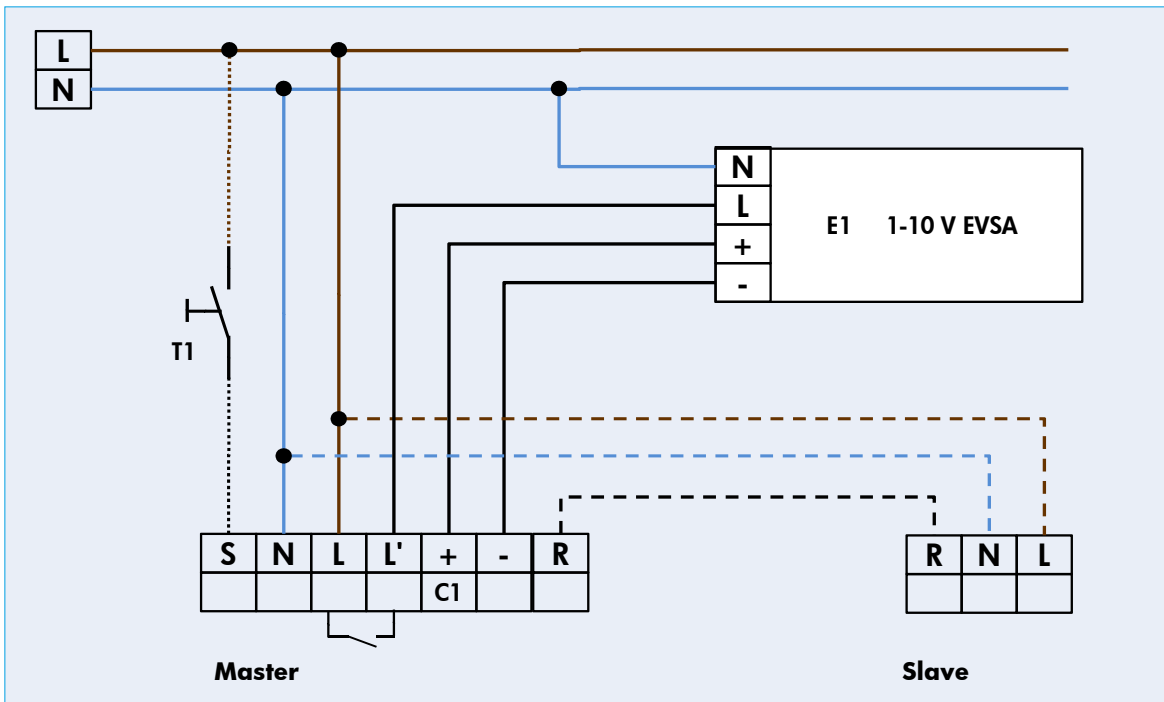 L
N
N
L
E1 1-10 V EVSA
+
-
T1
S N L L' + - R
C1
R N L
Master
Slave